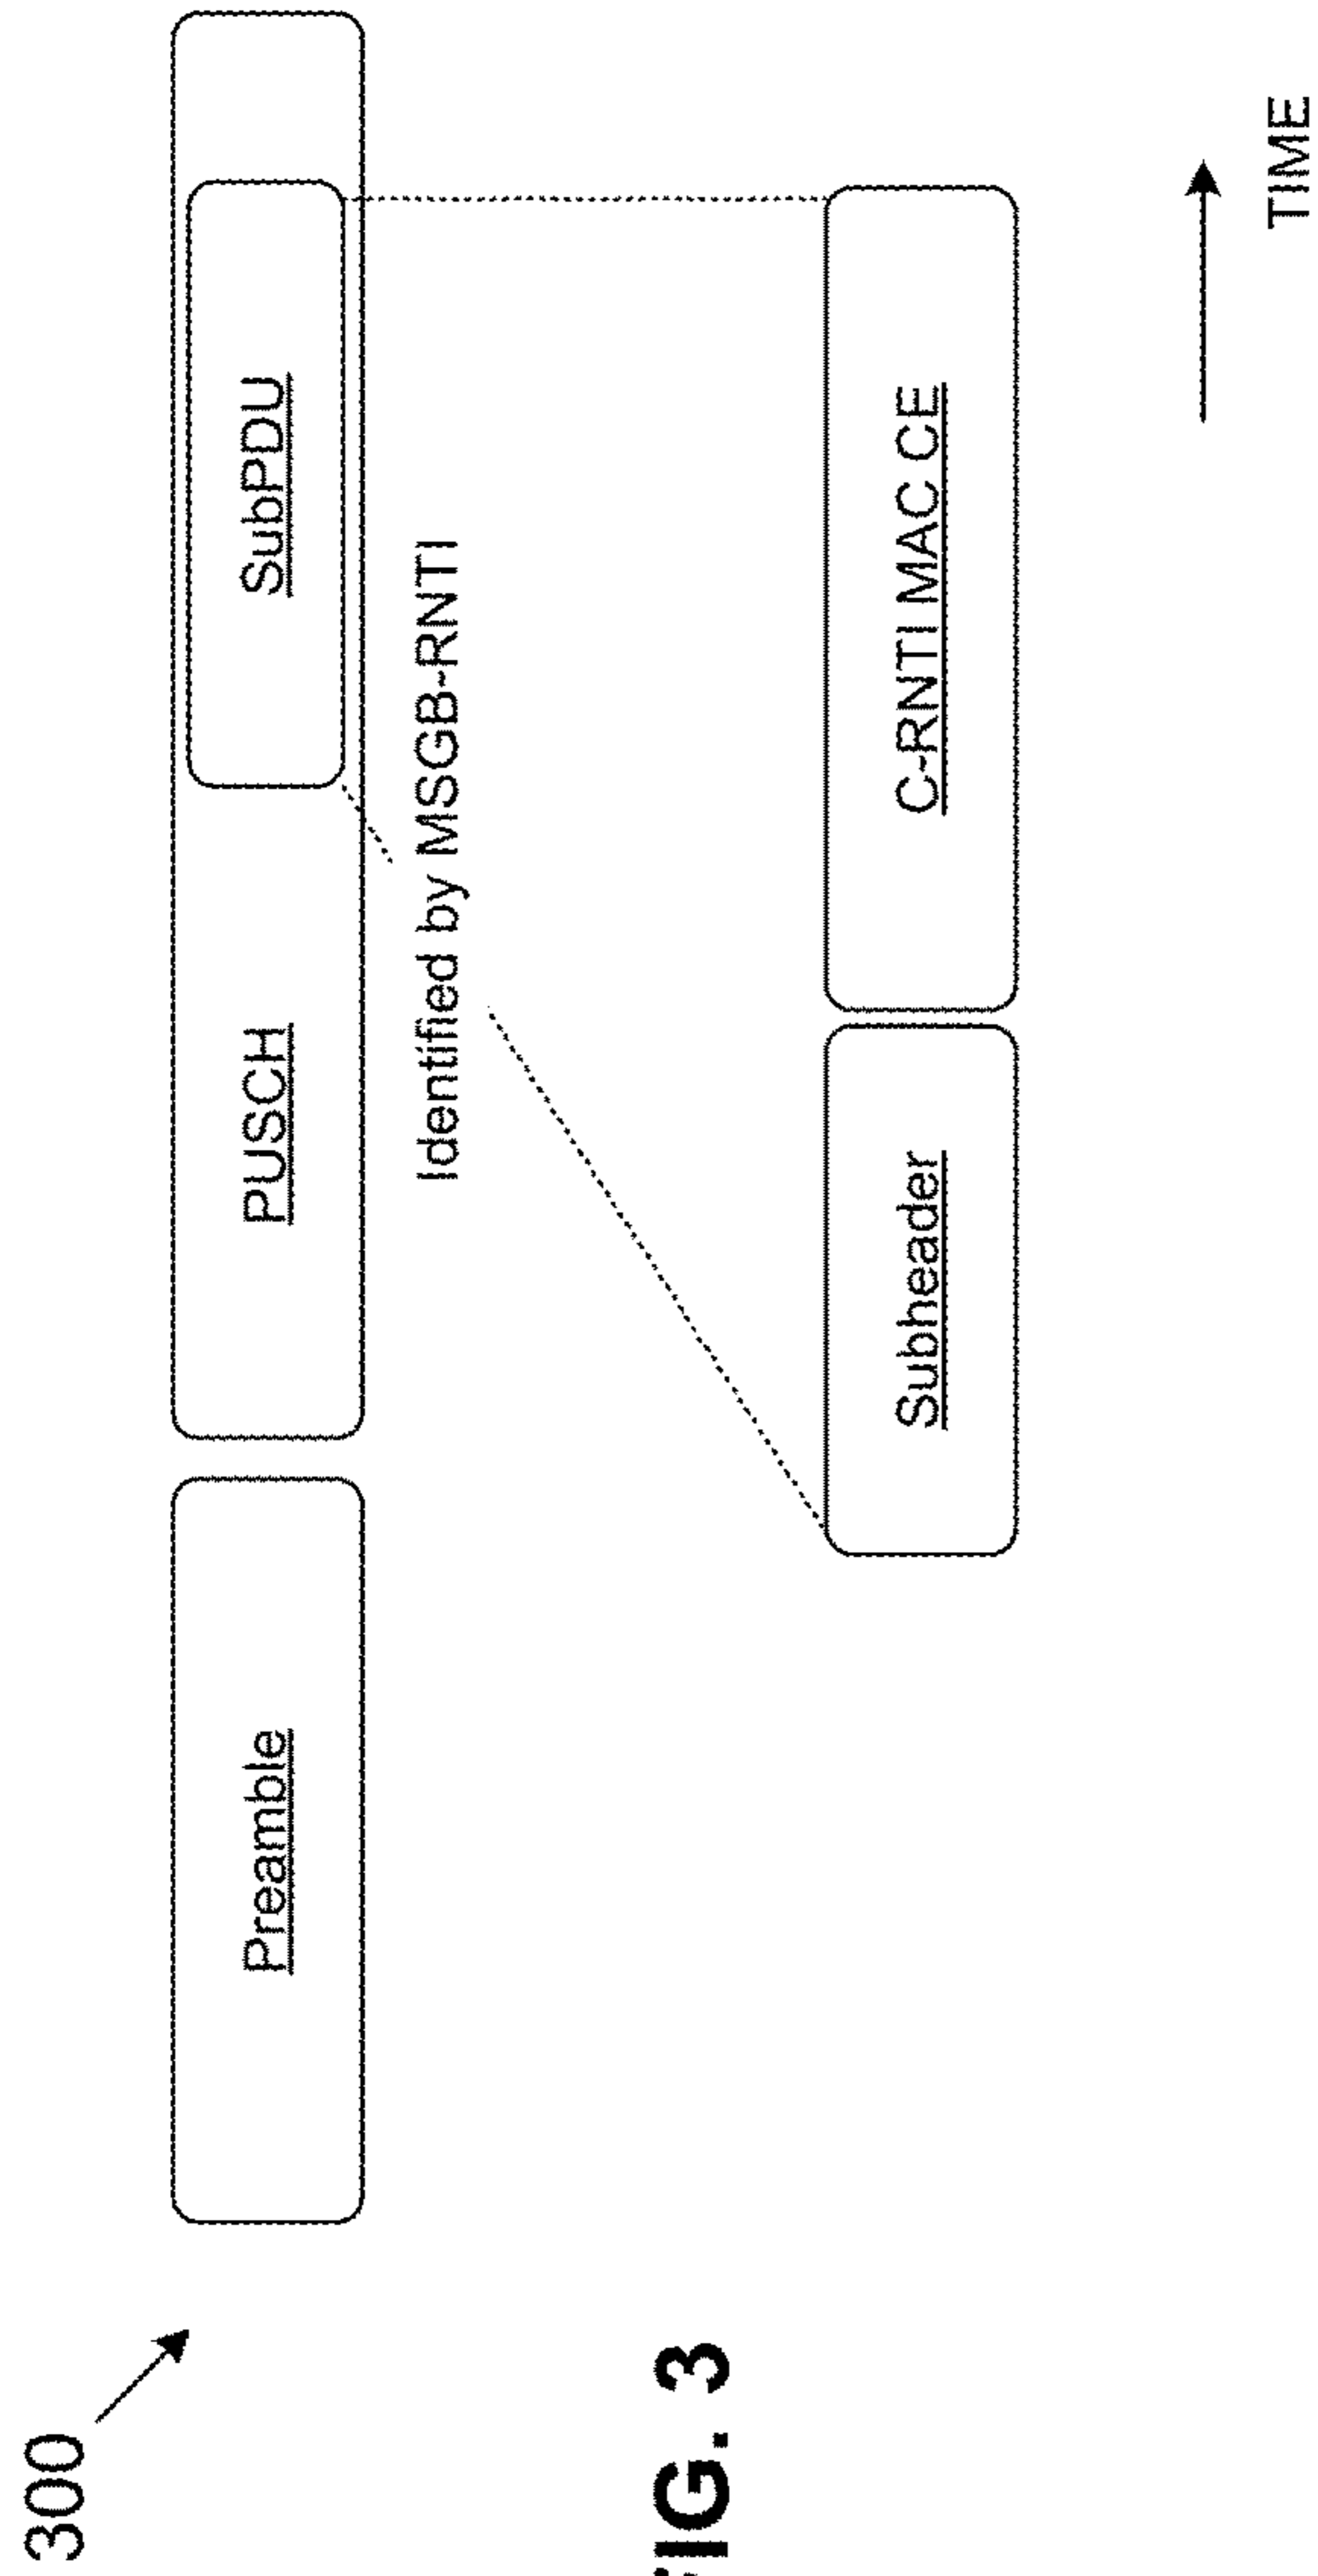 300
Preamble
PUSCH
SubPDU
Identified by MSGB-RNTI
Subheader
C-RNTI MAC CE
TIME
FIG. 3